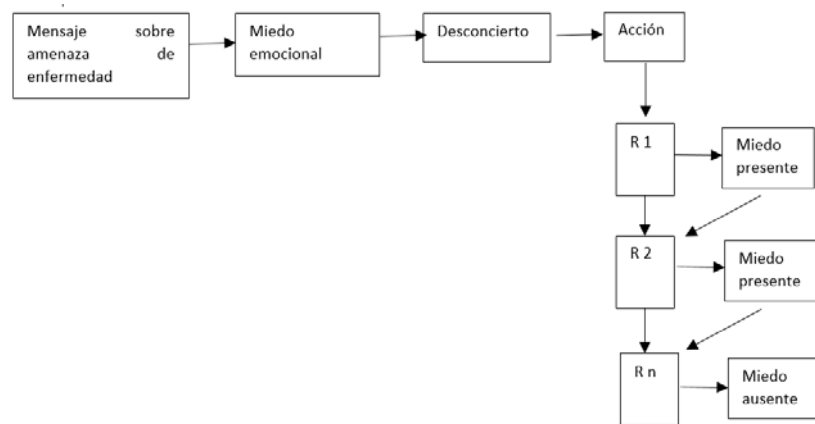 Mensaje sobre
amenaza de
enfermedad
Miedo
emocional
Desconcierto
Acción
R 1
Miedo
presente
R 2
Miedo
presente
R n
Miedo
ausente